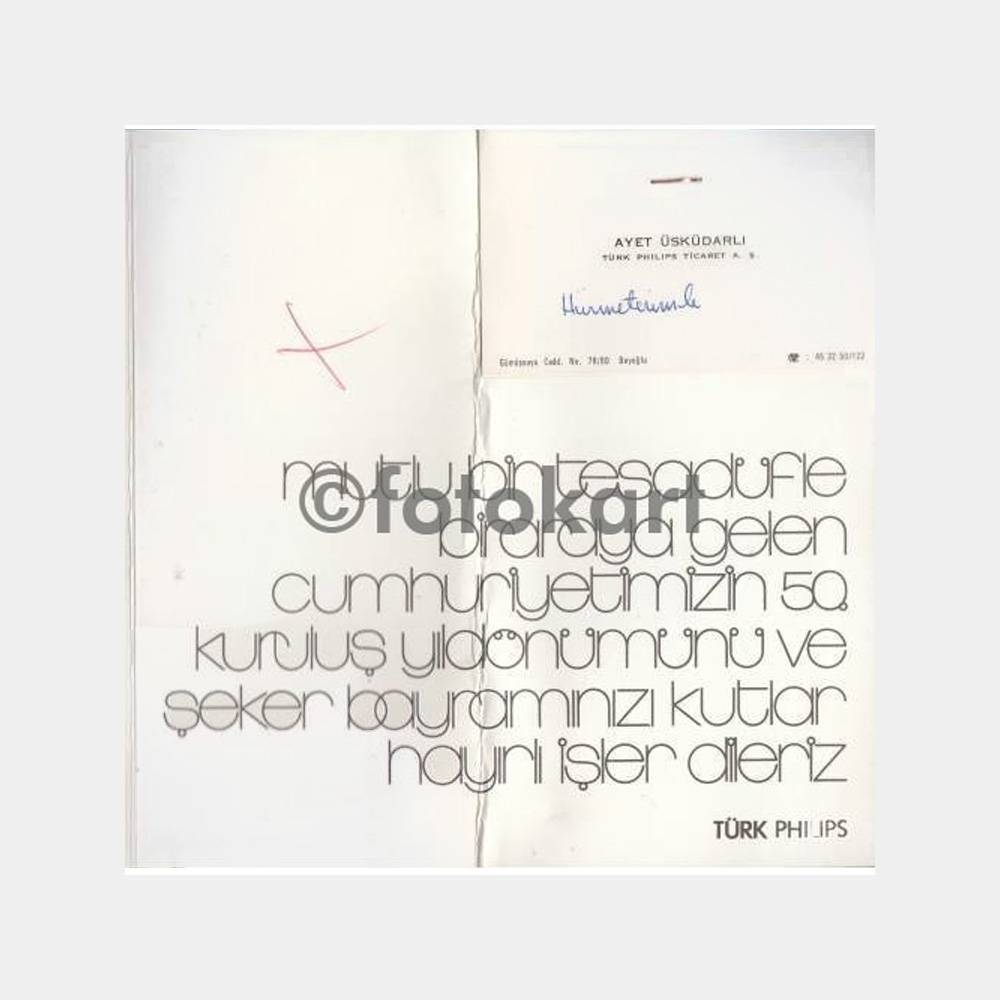 AYET ÜSKÜDARLI
TÜRK PHILIPS TİCARET A. Ş.
Hürmetlerimle
Gümüşsuyu Cadd. No. 78/80 Beyoğlu
☎ : 45 32 50/122
mutlu bir tesadüfle
biraraya gelen
cumhuriyetimizin 50.
kuruluş yıldönümünü ve
şeker bayramınızı kutlar
hayırlı işler dileriz
TÜRK PHILIPS
©fotokart